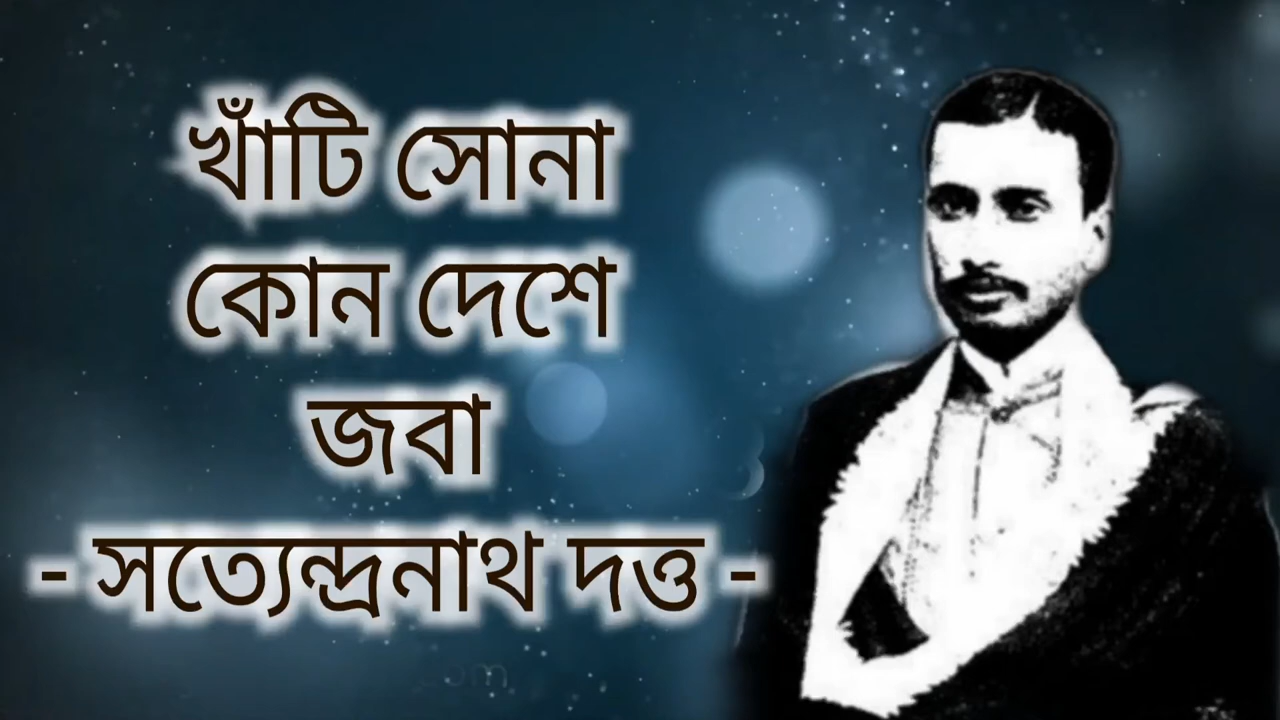 খাঁটি সোনা
কোন দেশে
জবা
- সত্যেন্দ্রনাথ দত্ত -